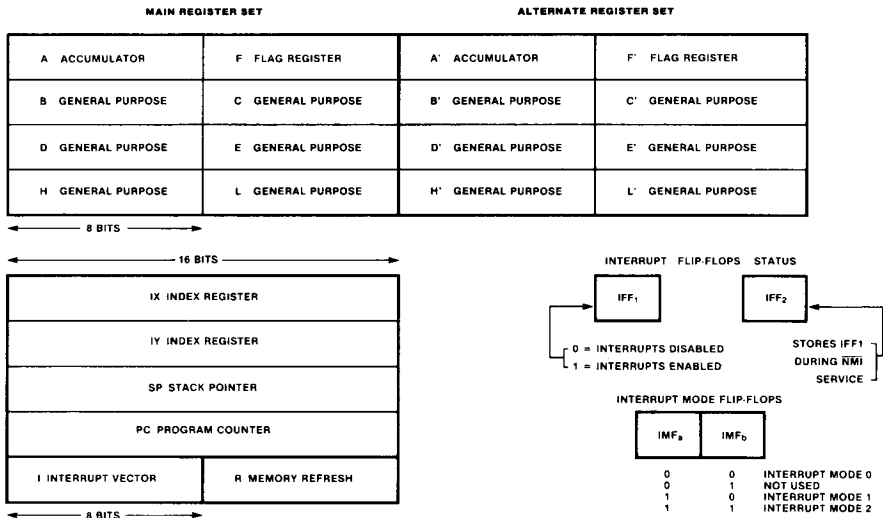 MAIN REGISTER SET ALTERNATE REGISTER SET
A ACCUMULATOR F FLAG REGISTER A' ACCUMULATOR F' FLAG REGISTER
B GENERAL PURPOSE C GENERAL PURPOSE B' GENERAL PURPOSE C' GENERAL PURPOSE
D GENERAL PURPOSE E GENERAL PURPOSE D' GENERAL PURPOSE E' GENERAL PURPOSE
H GENERAL PURPOSE L GENERAL PURPOSE H' GENERAL PURPOSE L' GENERAL PURPOSE
8 BITS
16 BITS
IX INDEX REGISTER
IY INDEX REGISTER
SP STACK POINTER
PC PROGRAM COUNTER
I INTERRUPT VECTOR R MEMORY REFRESH
8 BITS
INTERRUPT FLIP-FLOPS STATUS
IFF₁ IFF₂
0 = INTERRUPTS DISABLED
1 = INTERRUPTS ENABLED
STORES IFF1
DURING N̅M̅I̅
SERVICE
INTERRUPT MODE FLIP-FLOPS
IMFₐ IMF_b
0 0 INTERRUPT MODE 0
0 1 NOT USED
1 0 INTERRUPT MODE 1
1 1 INTERRUPT MODE 2